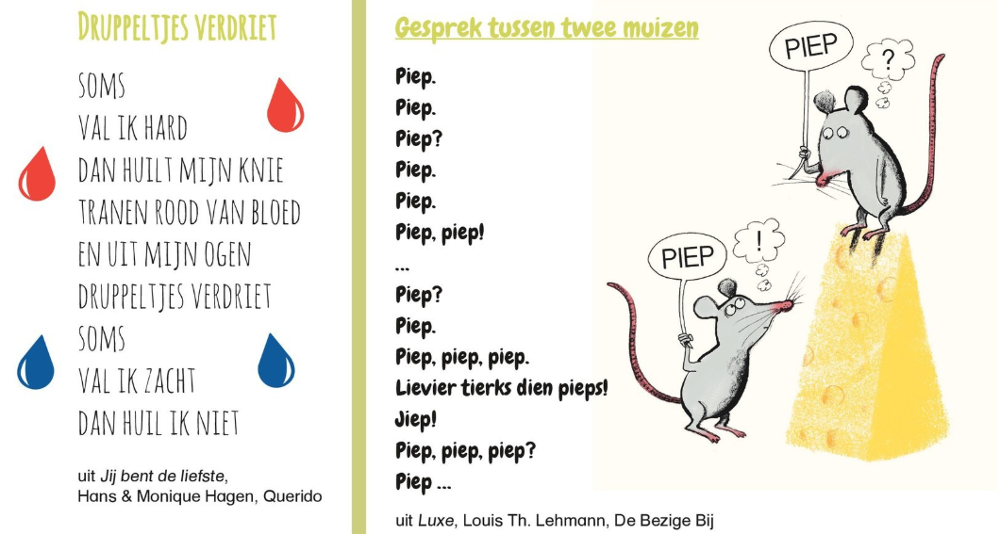 DRUPPELTJES VERDRIET
SOMS
VAL IK HARD
DAN HUILT MIJN KNIE
TRANEN ROOD VAN BLOED
EN UIT MIJN OGEN
DRUPPELTJES VERDRIET
SOMS
VAL IK ZACHT
DAN HUIL IK NIET
uit Jij bent de liefste,
Hans & Monique Hagen, Querido
Gesprek tussen twee muizen
Piep.
Piep.
Piep?
Piep.
Piep.
Piep, piep!
...
Piep?
Piep.
Piep, piep, piep.
Lievier tierks dien pieps!
Jiep!
Piep, piep, piep?
Piep ...
uit Luxe, Louis Th. Lehmann, De Bezige Bij
PIEP
?
PIEP
!